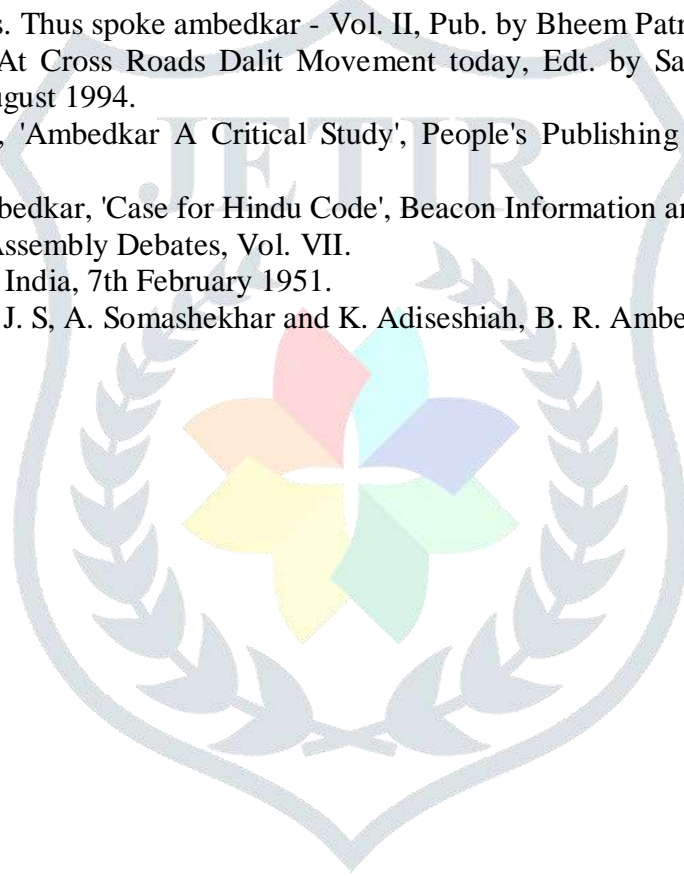 s. Thus spoke ambedkar - Vol. II, Pub. by Bheem Patr
At Cross Roads Dalit Movement today, Edt. by Sa
gust 1994.
, 'Ambedkar A Critical Study', People's Publishing
JETIR
bedkar, 'Case for Hindu Code', Beacon Information a
Assembly Debates, Vol. VII.
India, 7th February 1951.
J. S, A. Somashekhar and K. Adiseshiah, B. R. Ambe